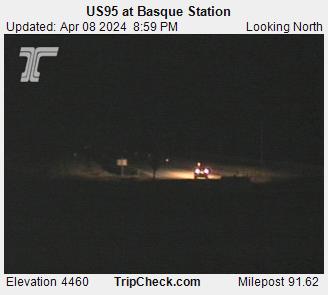 US95 at Basque Station
Updated: Apr 08 2024 8:59 PM Looking North
Elevation 4460 TripCheck.com Milepost 91.62